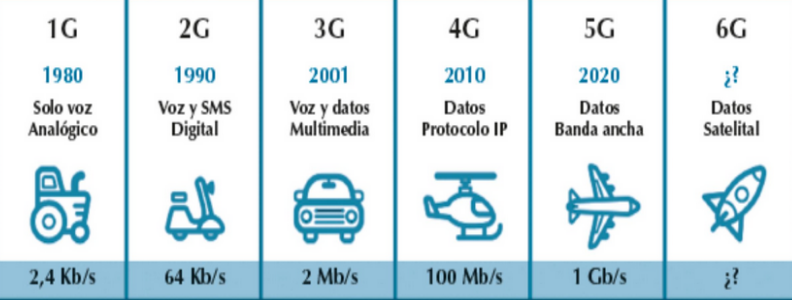 1G
1980
Solo voz
Analógico
2,4 Kb/s
2G
1990
Voz y SMS
Digital
64 Kb/s
3G
2001
Voz y datos
Multimedia
2 Mb/s
4G
2010
Datos
Protocolo IP
100 Mb/s
5G
2020
Datos
Banda ancha
1 Gb/s
6G
¿?
Datos
Satelital
¿?